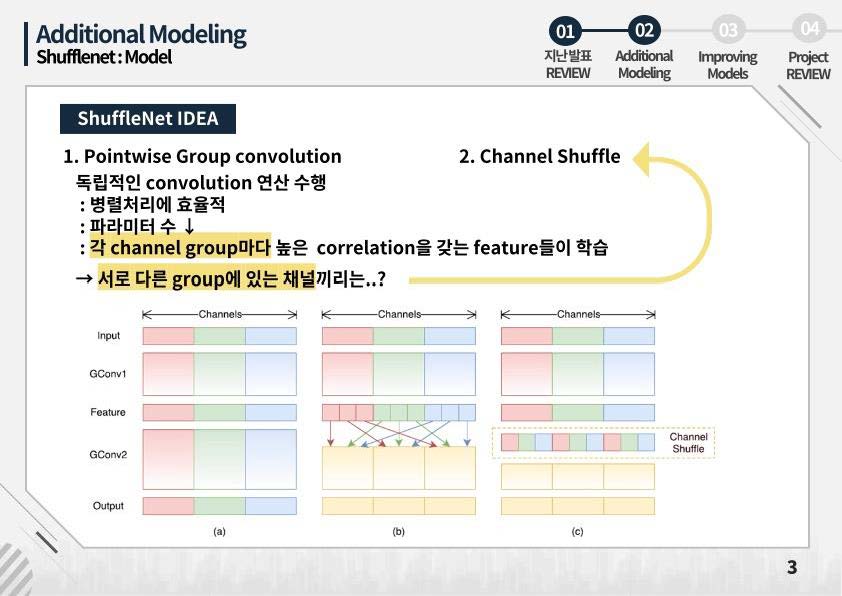 Additional Modeling
Shufflenet : Model
01
02
03
04
지난 발표
REVIEW
Additional
Modeling
Improving
Models
Project
REVIEW
ShuffleNet IDEA
1. Pointwise Group convolution
2. Channel Shuffle
독립적인 convolution 연산 수행
: 병렬처리에 효율적
: 파라미터 수 ↓
: 각 channel group마다 높은 correlation을 갖는 feature들이 학습
→ 서로 다른 group에 있는 채널끼리는..?
Channels
Channels
Channels
Input
GConv1
Feature
GConv2
Channel
Shuffle
Output
(a)
(b)
(c)
3